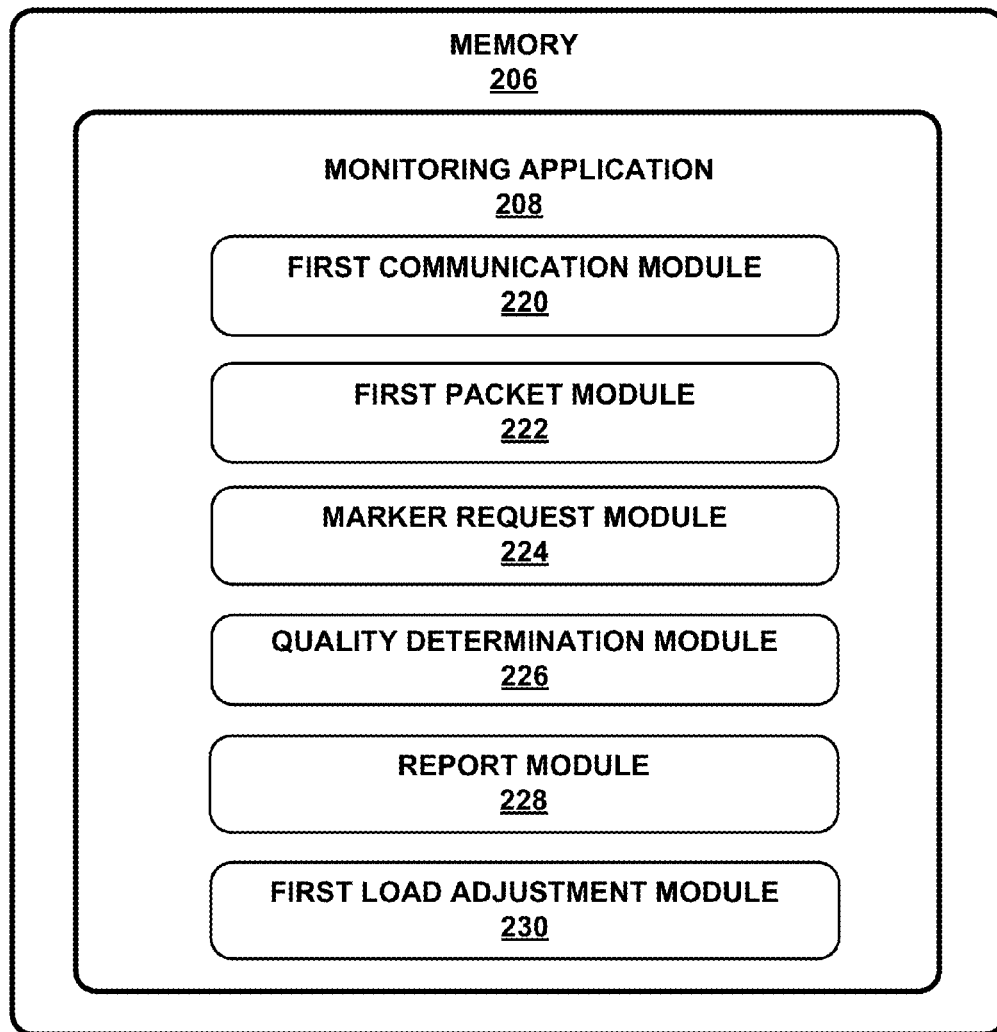 MEMORY
206
MONITORING APPLICATION
208
FIRST COMMUNICATION MODULE
220
FIRST PACKET MODULE
222
MARKER REQUEST MODULE
224
QUALITY DETERMINATION MODULE
226
REPORT MODULE
228
FIRST LOAD ADJUSTMENT MODULE
230